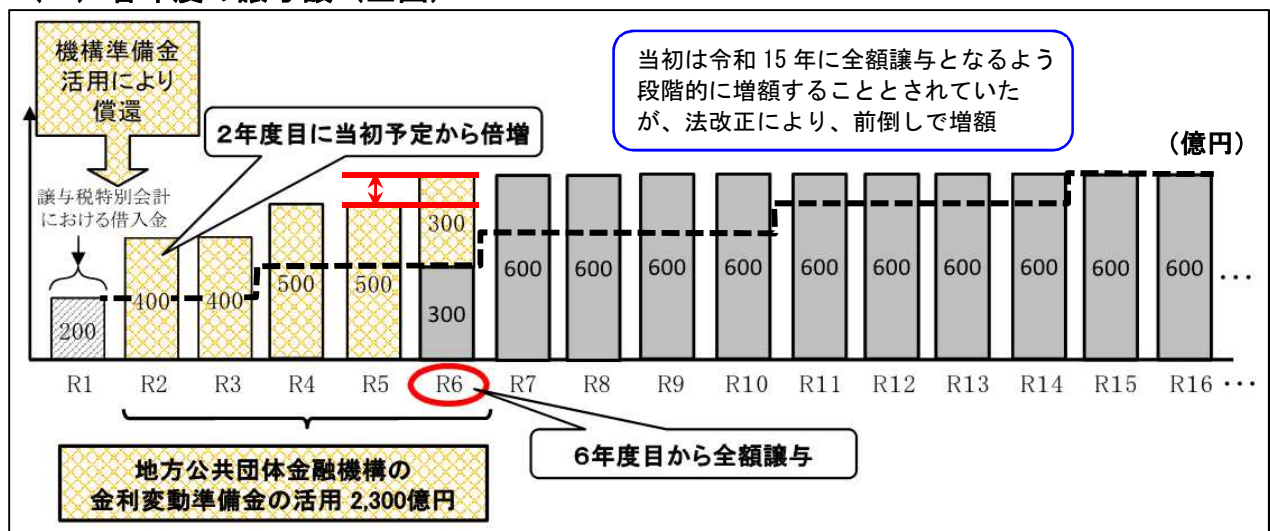 機構準備金
活用により
償還
当初は令和 15 年に全額譲与となるよう
段階的に増額することとされていた
が、法改正により、前倒しで増額
2年度目に当初予定から倍増
(億円)
譲与税特別会計
における借入金
200
400
400
500
500
300
300
600
600
600
600
600
600
600
600
600
600
・・・
R1
R2
R3
R4
R5
R6
R7
R8
R9
R10
R11
R12
R13
R14
R15
R16
・・・
6年度目から全額譲与
地方公共団体金融機構の
金利変動準備金の活用 2,300億円